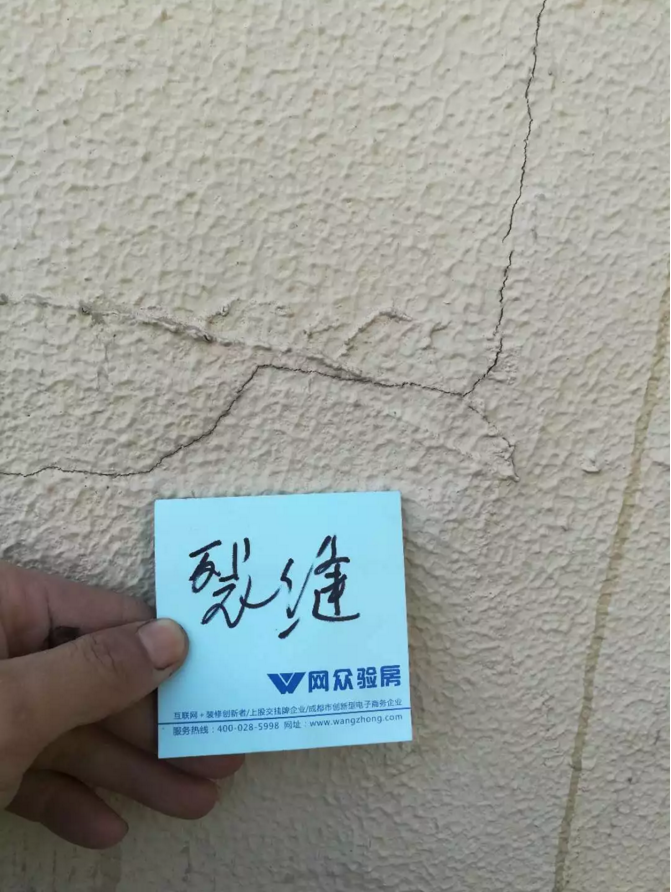 裂缝
网众验房
互联网+装修创新者/上股交挂牌企业/成都市创新型电子商务企业
服务热线：400-028-5998 网址：www.wangzhong.com